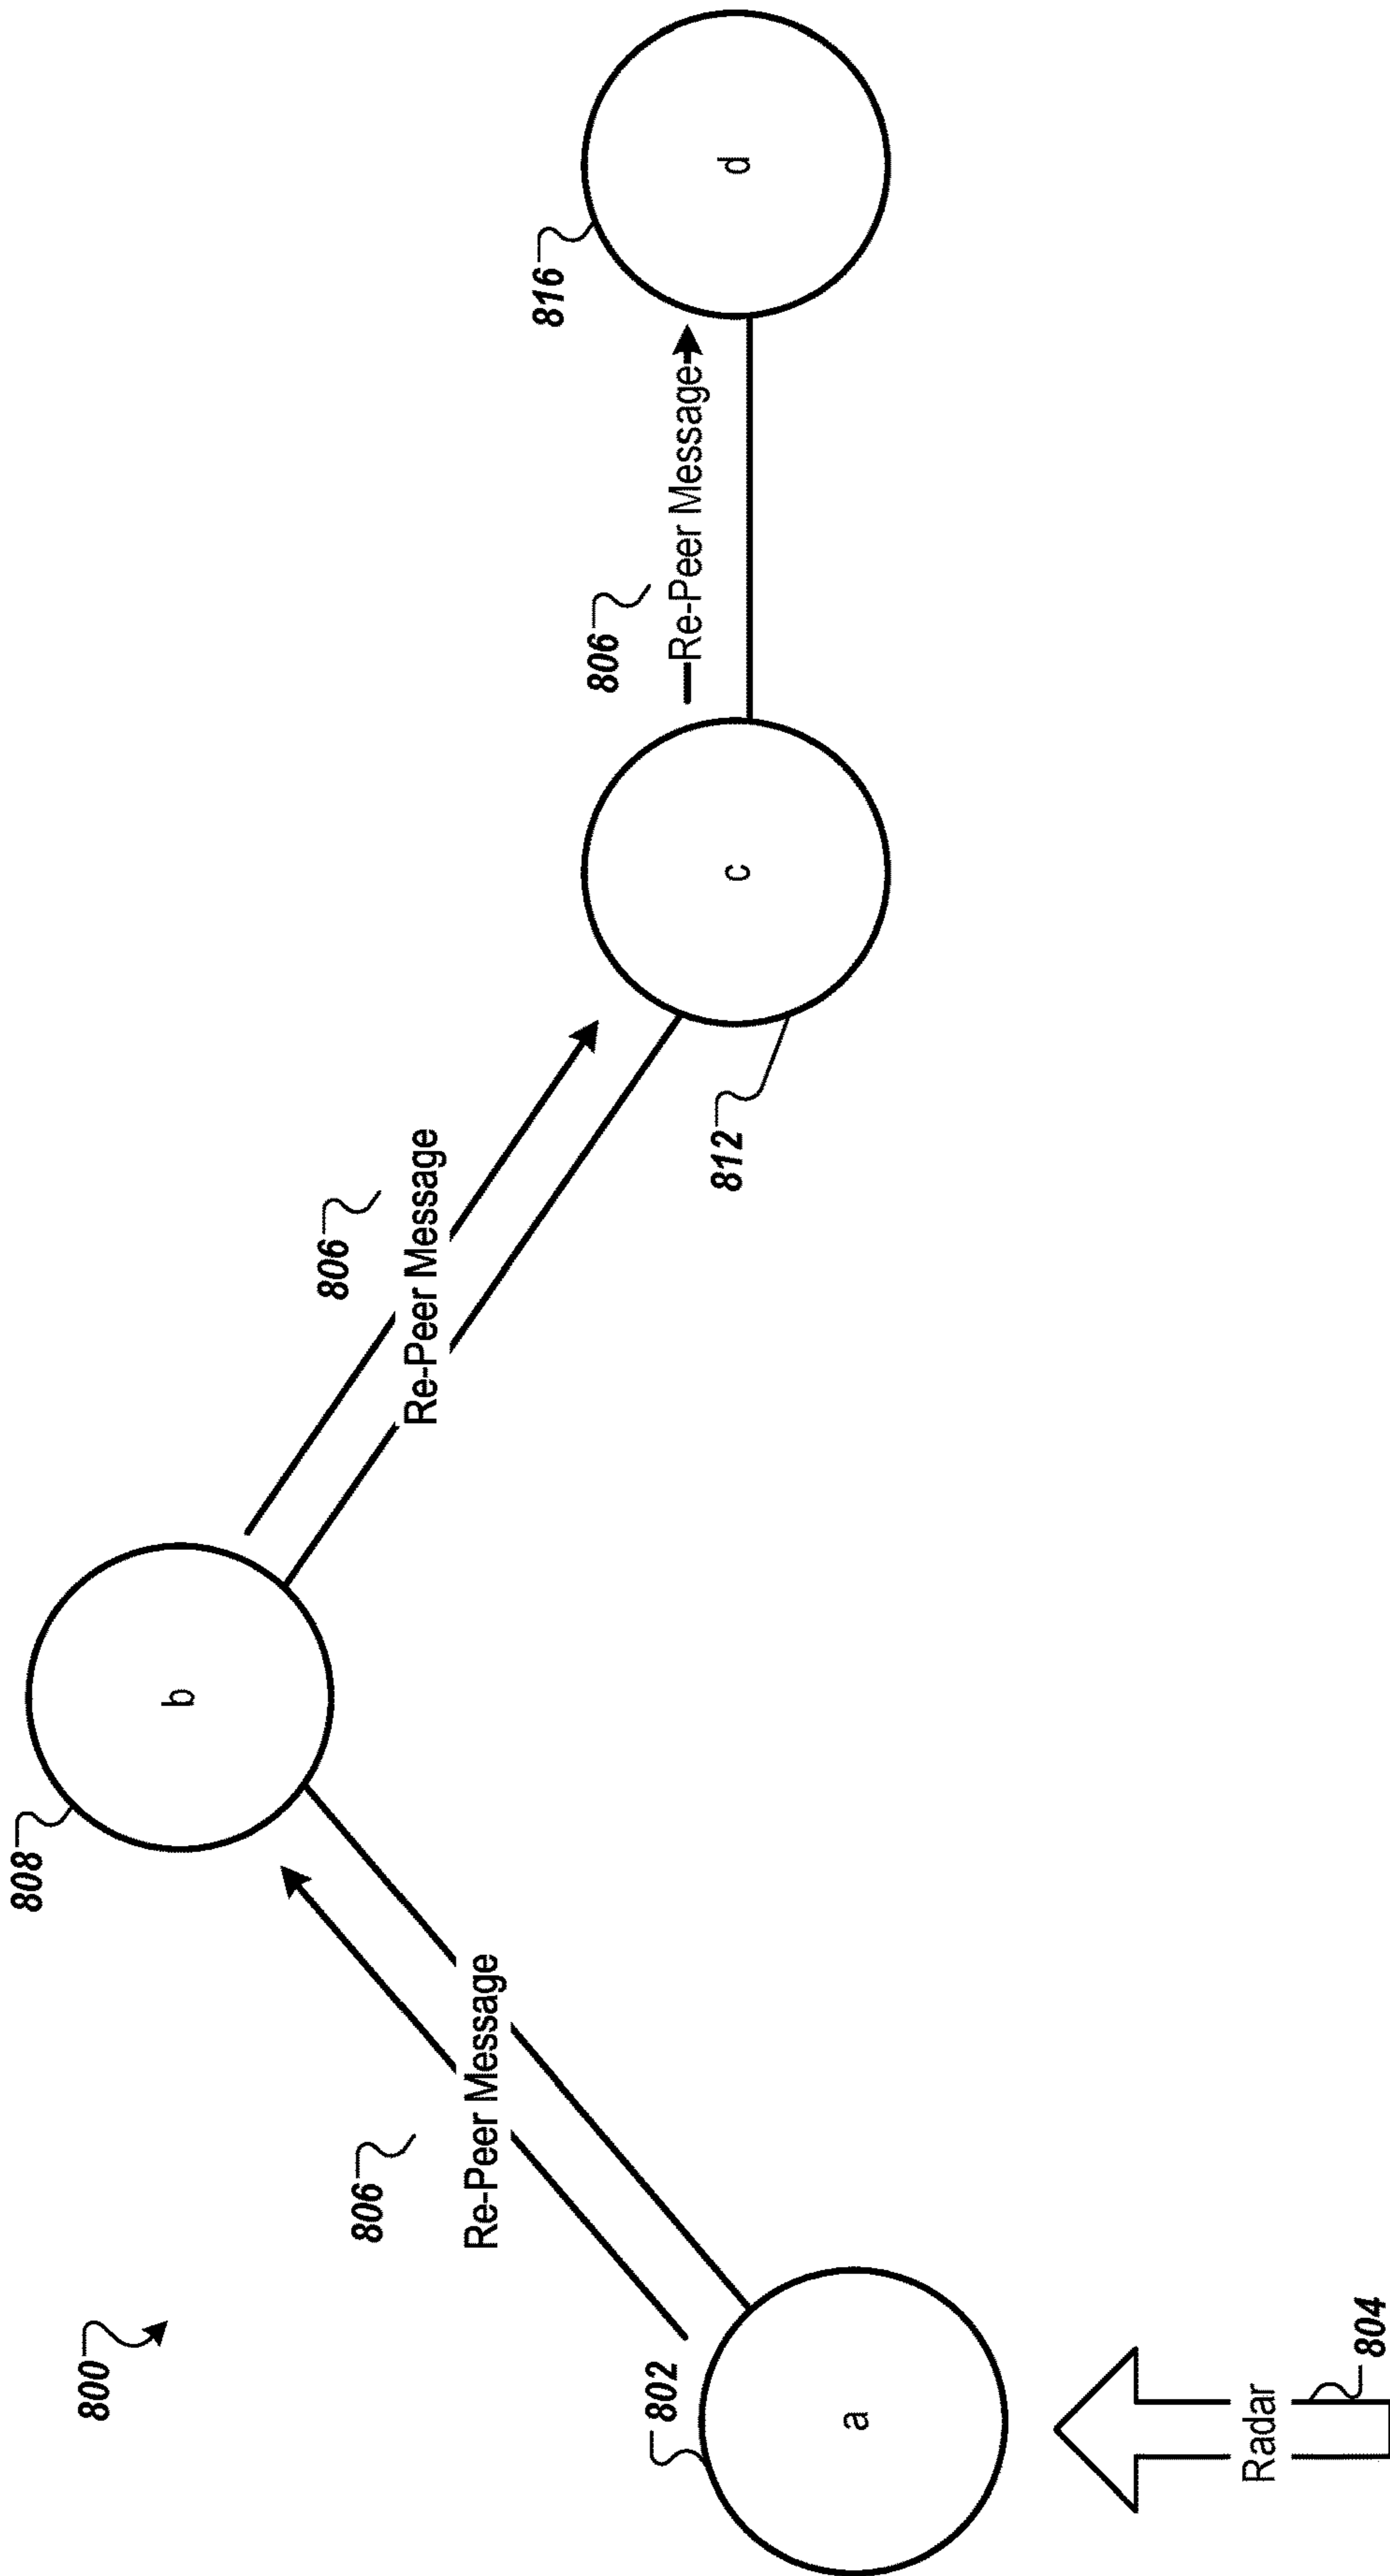 800
808
b
806
Re-Peer Message
806
Re-Peer Message
806
Re-Peer Message
816
d
c
812
802
a
Radar
804